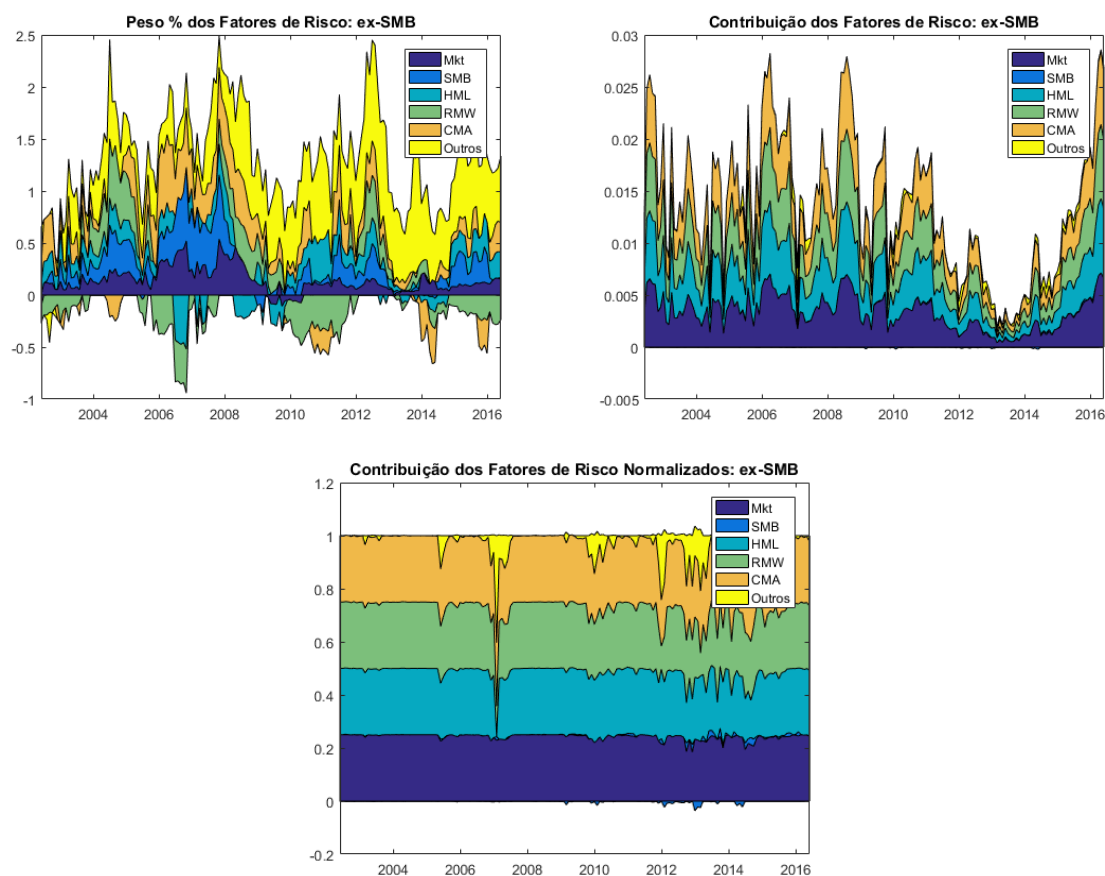 Peso % dos Fatores de Risco: ex-SMB
2.5
2
1.5
1
0.5
0
-0.5
-1
2004 2006 2008 2010 2012 2014 2016
Mkt
SMB
HML
RMW
CMA
Outros
Contribuição dos Fatores de Risco: ex-SMB
0.03
0.025
0.02
0.015
0.01
0.005
0
-0.005
2004 2006 2008 2010 2012 2014 2016
Mkt
SMB
HML
RMW
CMA
Outros
Contribuição dos Fatores de Risco Normalizados: ex-SMB
1.2
1
0.8
0.6
0.4
0.2
0
-0.2
2004 2006 2008 2010 2012 2014 2016
Mkt
SMB
HML
RMW
CMA
Outros